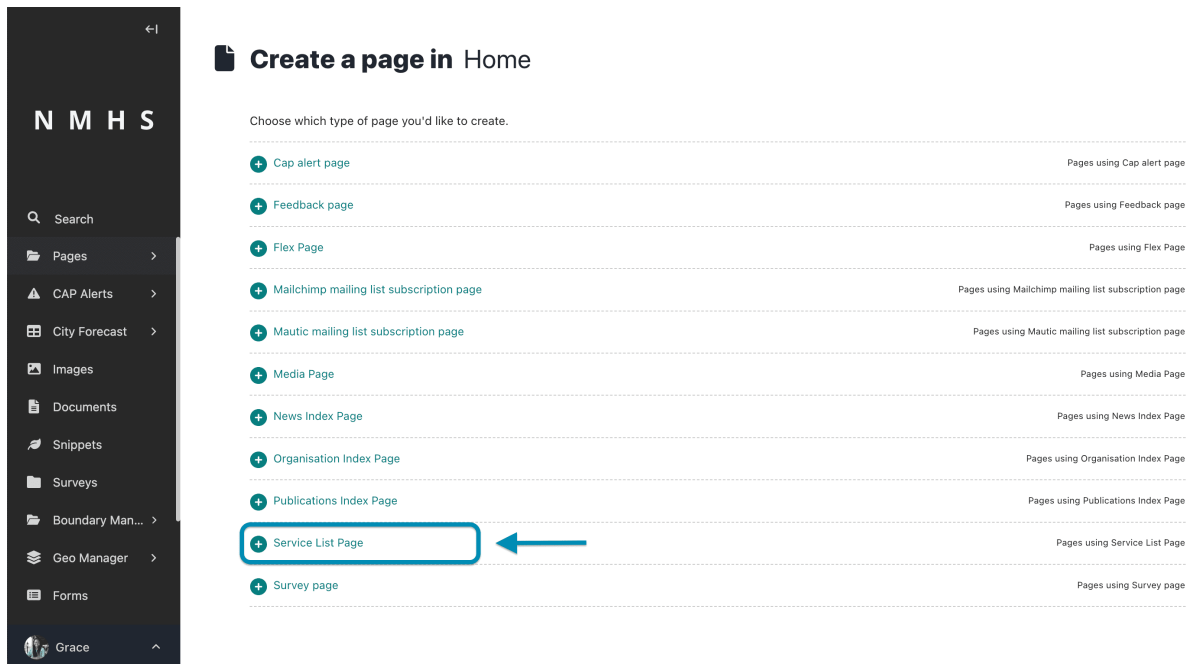 NMHS
Search
Pages
CAP Alerts
City Forecast
Images
Documents
Snippets
Surveys
Boundary Man...
Geo Manager
Forms
Grace
Create a page in Home
Choose which type of page you'd like to create.
Cap alert page Pages using Cap alert page
Feedback page Pages using Feedback page
Flex Page Pages using Flex Page
Mailchimp mailing list subscription page Pages using Mailchimp mailing list subscription page
Mautic mailing list subscription page Pages using Mautic mailing list subscription page
Media Page Pages using Media Page
News Index Page Pages using News Index Page
Organisation Index Page Pages using Organisation Index Page
Publications Index Page Pages using Publications Index Page
Service List Page Pages using Service List Page
Survey page Pages using Survey page